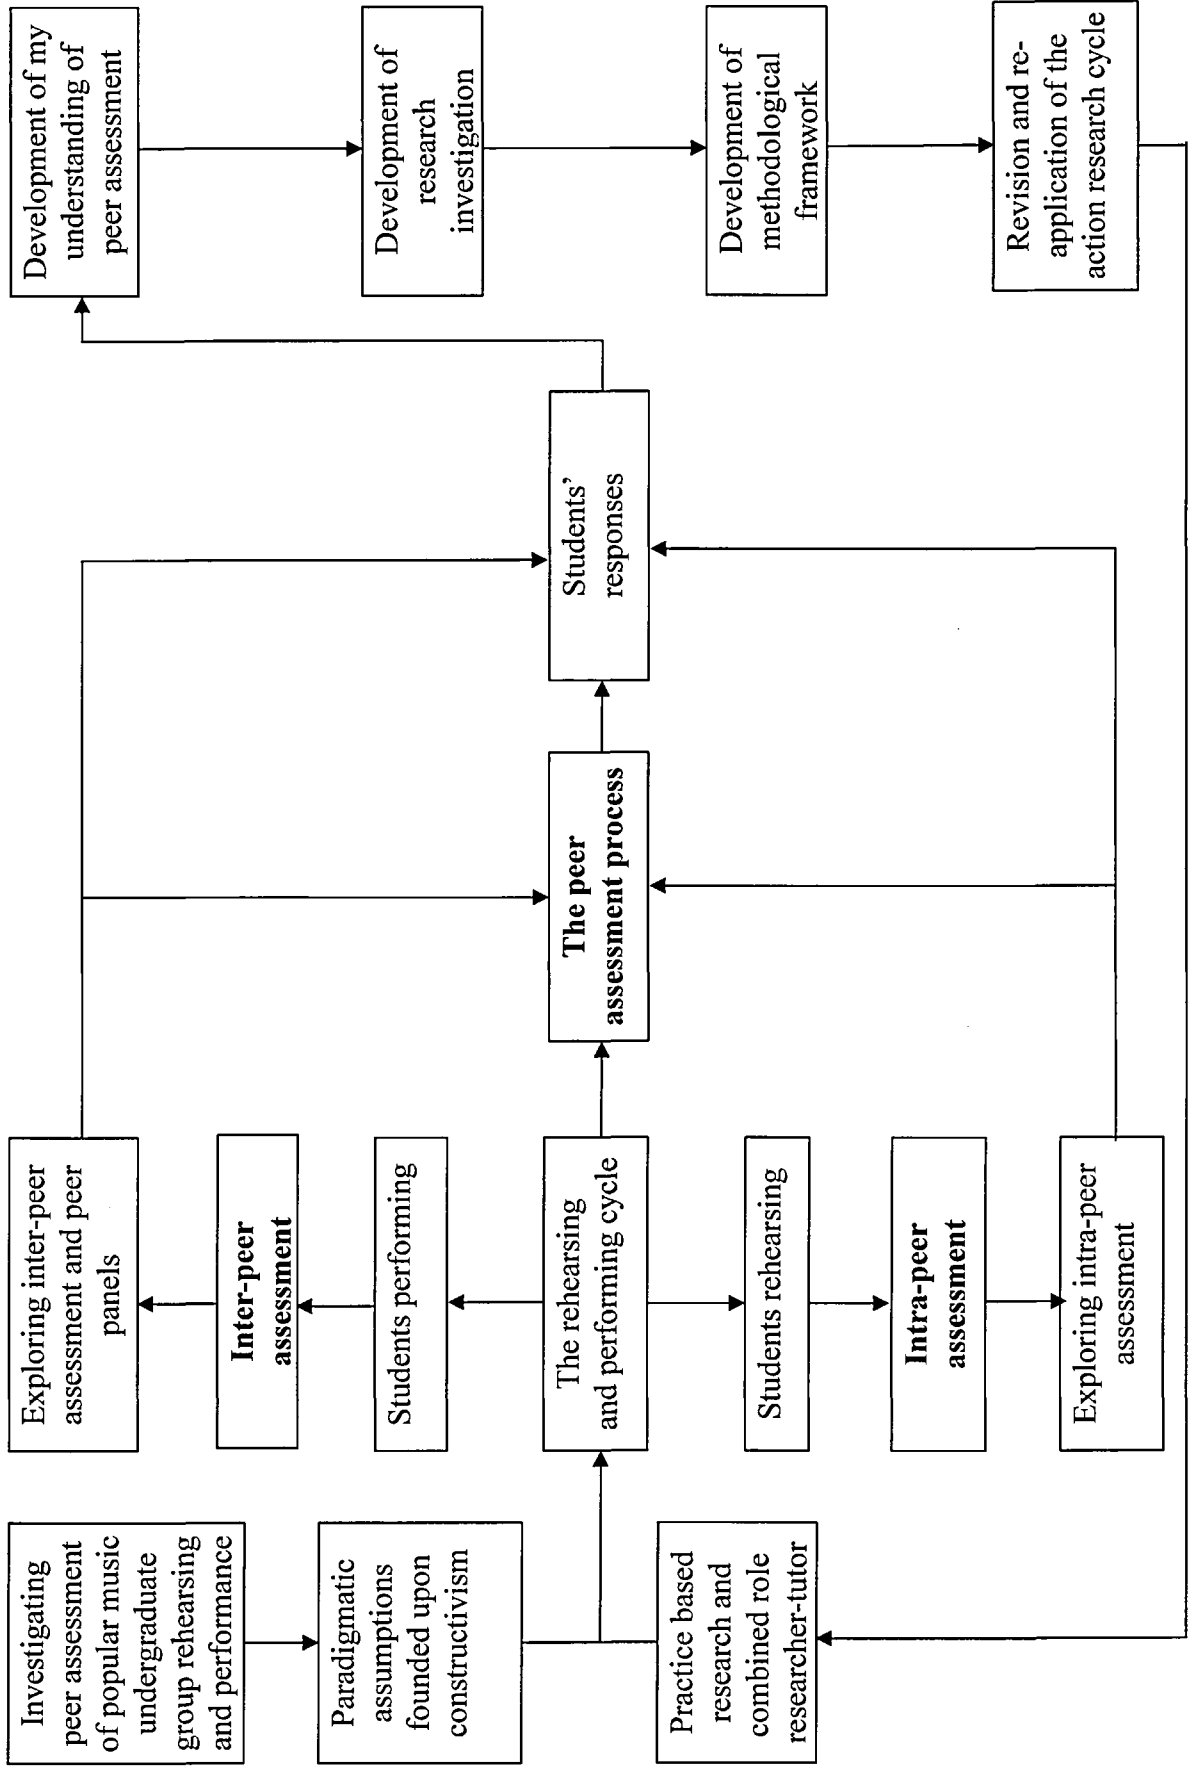 Investigating
peer assessment
of popular music
undergraduate
group rehearsing
and performance
Paradigmatic
assumptions
founded upon
constructivism
Practice based
research and
combined role
researcher-tutor
Exploring inter-peer
assessment and peer
panels
Inter-peer
assessment
Students performing
The rehearsing
and performing cycle
Students rehearsing
Intra-peer
assessment
Exploring intra-peer
assessment
The peer
assessment process
Students’
responses
Development of my
understanding of
peer assessment
Development of
research
investigation
Development of
methodological
framework
Revision and re-
application of the
action research cycle